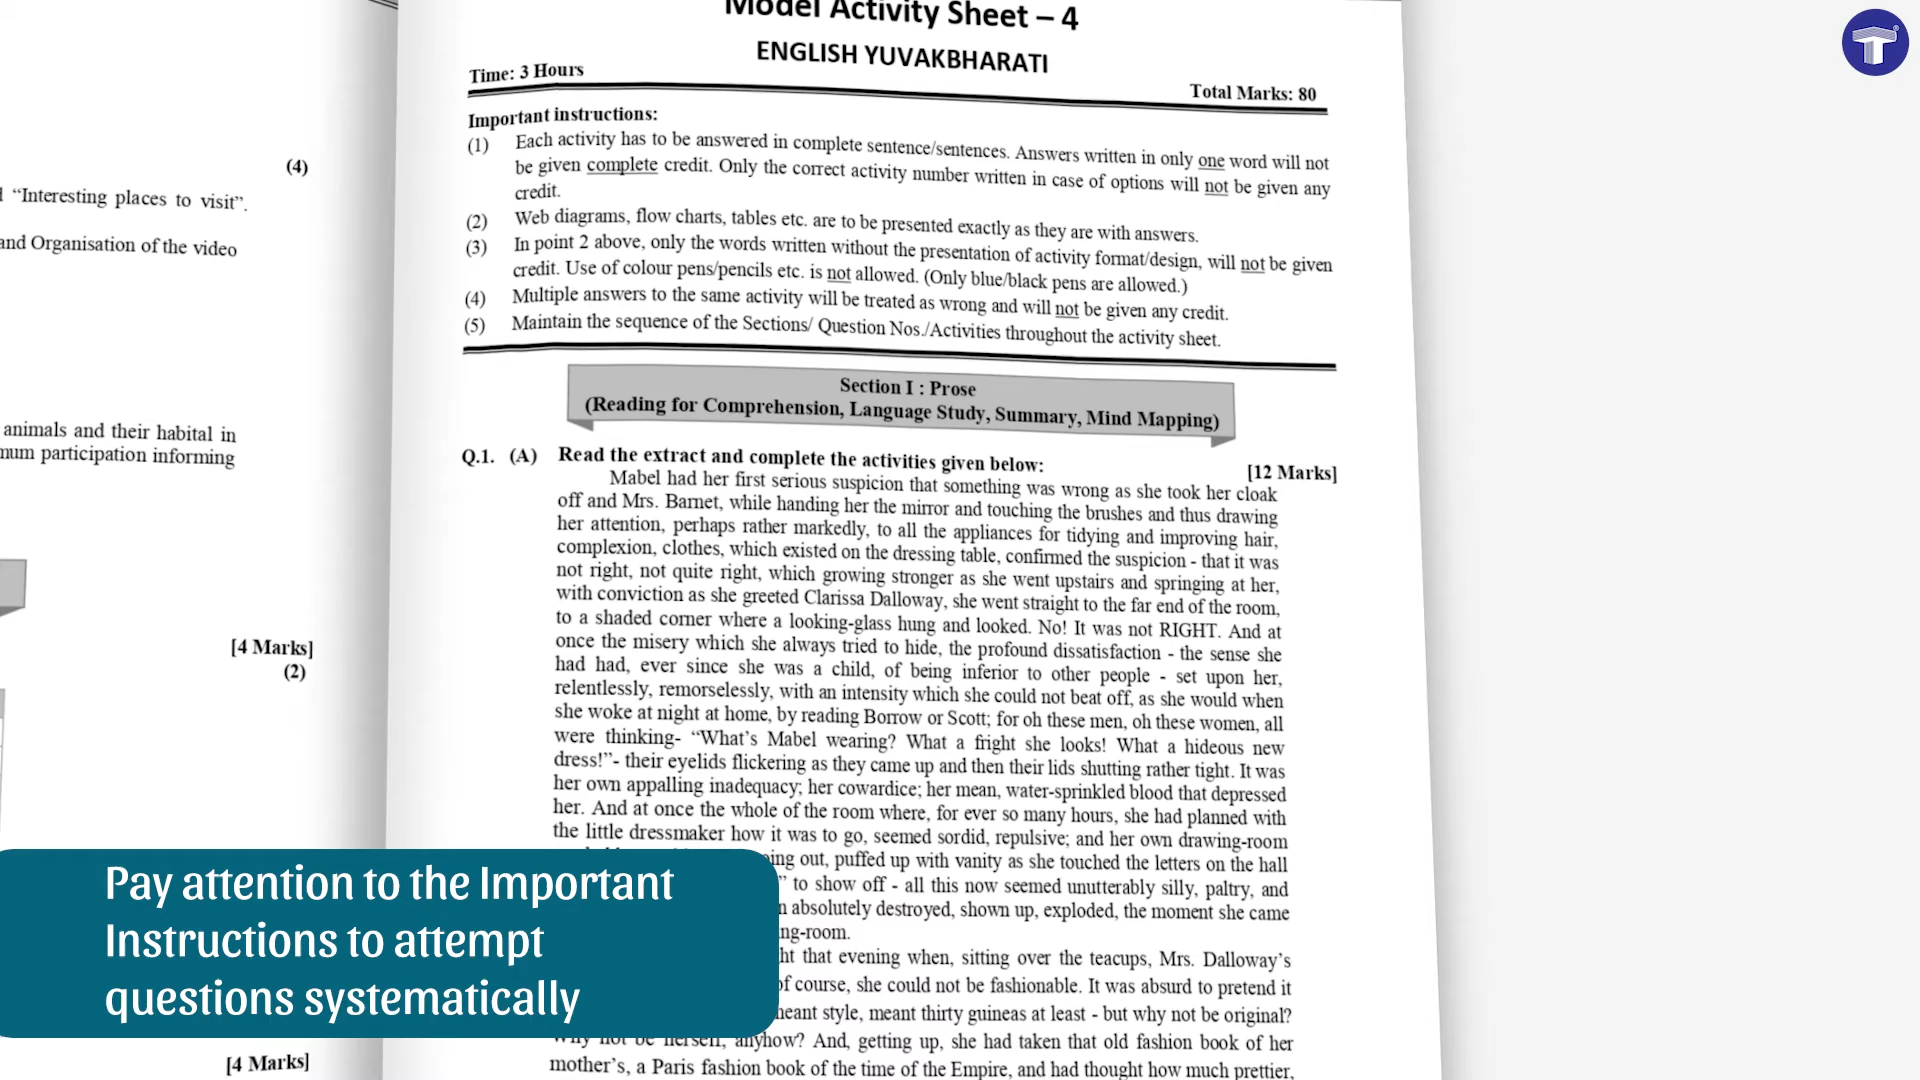 (4)
“Interesting places to visit”.
and Organisation of the video
animals and their habital in
participation informing
[4 Marks]
(2)
[4 Marks]
Model Activity Sheet – 4
ENGLISH YUVAKBHARATI
Time: 3 Hours
Total Marks: 80
Important instructions:
(1) Each activity has to be answered in complete sentence/sentences. Answers written in only one word will not
be given complete credit. Only the correct activity number written in case of options will not be given any
credit.
(2) Web diagrams, flow charts, tables etc. are to be presented exactly as they are with answers.
(3) In point 2 above, only the words written without the presentation of activity format/design, will not be given
credit. Use of colour pens/pencils etc. is not allowed. (Only blue/black pens are allowed.)
(4) Multiple answers to the same activity will be treated as wrong and will not be given any credit.
(5) Maintain the sequence of the Sections/ Question Nos./Activities throughout the activity sheet.
Section I : Prose
(Reading for Comprehension, Language Study, Summary, Mind Mapping)
Q.1. (A) Read the extract and complete the activities given below: [12 Marks]
Mabel had her first serious suspicion that something was wrong as she took her cloak
off and Mrs. Barnet, while handing her the mirror and touching the brushes and thus drawing
her attention, perhaps rather markedly, to all the appliances for tidying and improving hair,
complexion, clothes, which existed on the dressing table, confirmed the suspicion - that it was
not right, not quite right, which growing stronger as she went upstairs and springing at her,
with conviction as she greeted Clarissa Dalloway, she went straight to the far end of the room,
to a shaded corner where a looking-glass hung and looked. No! It was not RIGHT. And at
once the misery which she always tried to hide, the profound dissatisfaction - the sense she
had had, ever since she was a child, of being inferior to other people - set upon her,
relentlessly, remorselessly, with an intensity which she could not beat off, as she would when
she woke at night at home, by reading Borrow or Scott; for oh these men, oh these women, all
were thinking- “What’s Mabel wearing? What a fright she looks! What a hideous new
dress!”- their eyelids flickering as they came up and then their lids shutting rather tight. It was
her own appalling inadequacy; her cowardice; her mean, water-sprinkled blood that depressed
her. And at once the whole of the room where, for ever so many hours, she had planned with
the little dressmaker how it was to go, seemed sordid, repulsive; and her own drawing-room
out, puffed up with vanity as she touched the letters on the hall
” to show off - all this now seemed unutterably silly, paltry, and
absolutely destroyed, shown up, exploded, the moment she came
ng-room.
that evening when, sitting over the teacups, Mrs. Dalloway’s
of course, she could not be fashionable. It was absurd to pretend it
meant style, meant thirty guineas at least - but why not be original?
Why not be herself, anyhow? And, getting up, she had taken that old fashion book of her
mother’s, a Paris fashion book of the time of the Empire, and had thought how much prettier,
Pay attention to the Important
Instructions to attempt
questions systematically